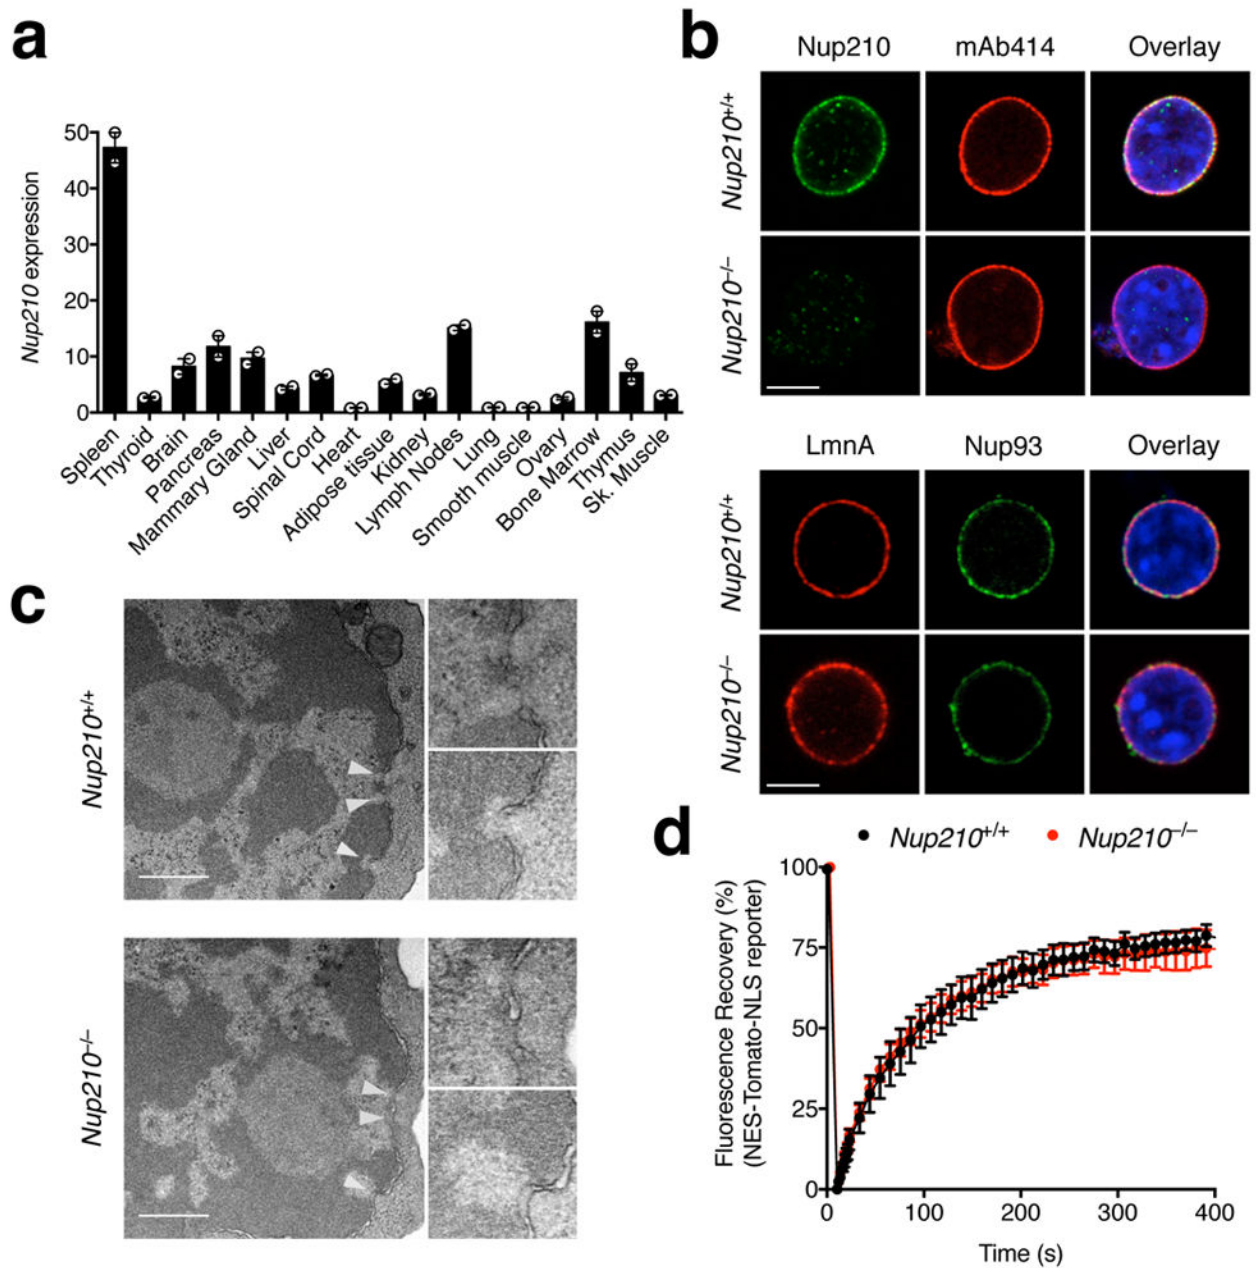 a
Nup210 expression
50
40
30
20
10
0
Spleen
Thyroid
Brain
Pancreas
Mammary Gland
Liver
Spinal Cord
Heart
Adipose tissue
Kidney
Lymph Nodes
Lung
Smooth muscle
Ovary
Bone Marrow
Thymus
Sk. Muscle
b
Nup210 mAb414 Overlay
Nup210+/+
Nup210–/–
LmnA Nup93 Overlay
Nup210+/+
Nup210–/–
c
Nup210+/+
Nup210–/–
d
Nup210+/+ Nup210–/–
Fluorescence Recovery (%)
(NES-Tomato-NLS reporter)
100
75
50
25
0
0 100 200 300 400
Time (s)